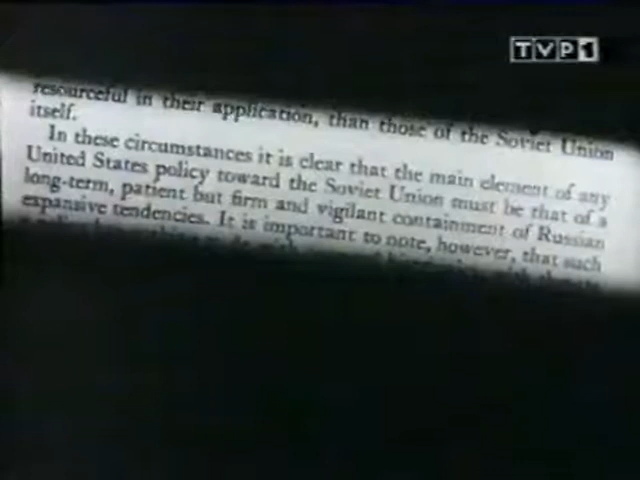 TVP1
resourceful in their application, than those of the Soviet Union
itself.
In these circumstances it is clear that the main element of any
United States policy toward the Soviet Union must be that of a
long-term, patient but firm and vigilant containment of Russian
expansive tendencies. It is important to note, however, that such